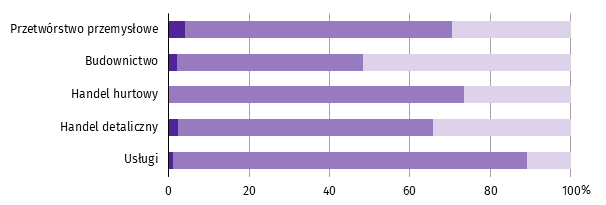 Przetwórstwo przemysłowe
Budownictwo
Handel hurtowy
Handel detaliczny
Usługi
0 20 40 60 80 100%